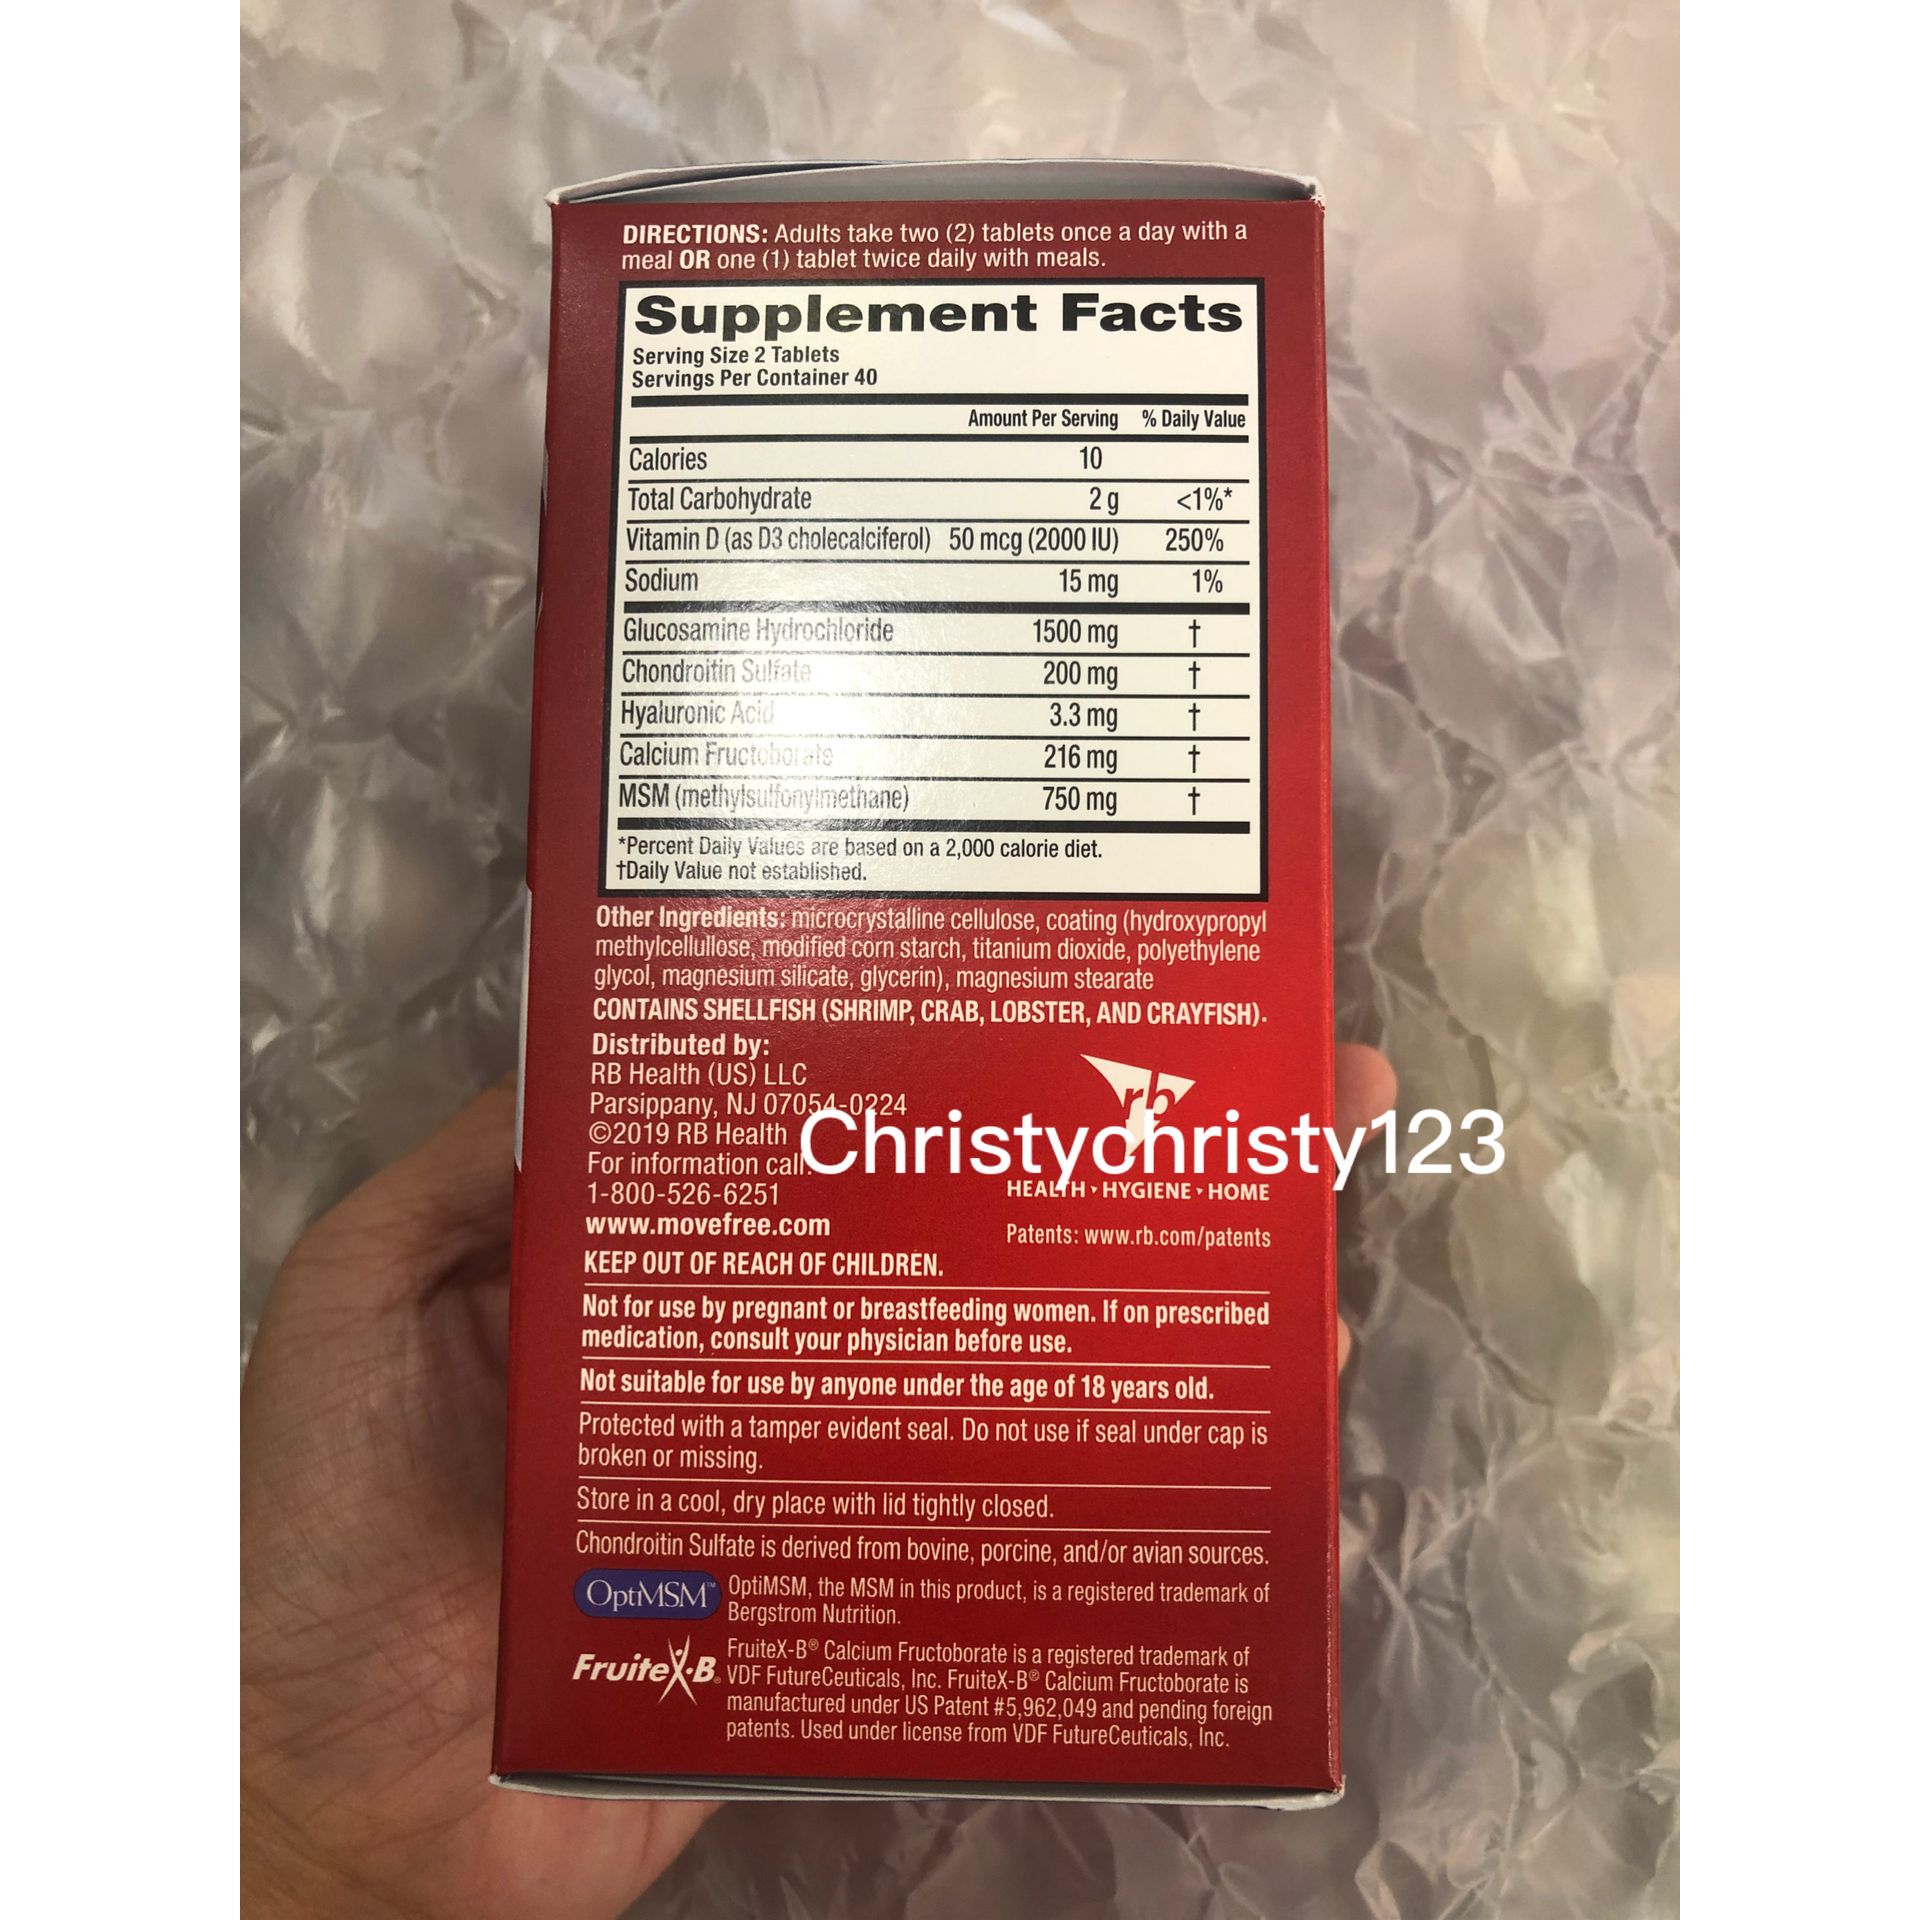 DIRECTIONS: Adults take two (2) tablets once a day with a
meal OR one (1) tablet twice daily with meals.
Supplement Facts
Serving Size 2 Tablets
Servings Per Container 40
Amount Per Serving % Daily Value
Calories 10
Total Carbohydrate 2 g <1%*
Vitamin D (as D3 cholecalciferol) 50 mcg (2000 IU) 250%
Sodium 15 mg 1%
Glucosamine Hydrochloride 1500 mg †
Chondroitin Sulfate 200 mg †
Hyaluronic Acid 3.3 mg †
Calcium Fructoborate 216 mg †
MSM (methylsulfonylmethane) 750 mg †
*Percent Daily Values are based on a 2,000 calorie diet.
†Daily Value not established.
Other Ingredients: microcrystalline cellulose, coating (hydroxypropyl
methylcellullose, modified corn starch, titanium dioxide, polyethylene
glycol, magnesium silicate, glycerin), magnesium stearate
CONTAINS SHELLFISH (SHRIMP, CRAB, LOBSTER, AND CRAYFISH).
Distributed by:
RB Health (US) LLC
Parsippany, NJ 07054-0224
©2019 RB Health
For information call:
1-800-526-6251
www.movefree.com
rb
Christychristy123
HEALTH • HYGIENE • HOME
Patents: www.rb.com/patents
KEEP OUT OF REACH OF CHILDREN.
Not for use by pregnant or breastfeeding women. If on prescribed
medication, consult your physician before use.
Not suitable for use by anyone under the age of 18 years old.
Protected with a tamper evident seal. Do not use if seal under cap is
broken or missing.
Store in a cool, dry place with lid tightly closed.
Chondroitin Sulfate is derived from bovine, porcine, and/or avian sources.
OptiMSM™
OptiMSM, the MSM in this product, is a registered trademark of
Bergstrom Nutrition.
FruiteX-B®
FruiteX-B® Calcium Fructoborate is a registered trademark of
VDF FutureCeuticals, Inc. FruiteX-B® Calcium Fructoborate is
manufactured under US Patent #5,962,049 and pending foreign
patents. Used under license from VDF FutureCeuticals, Inc.